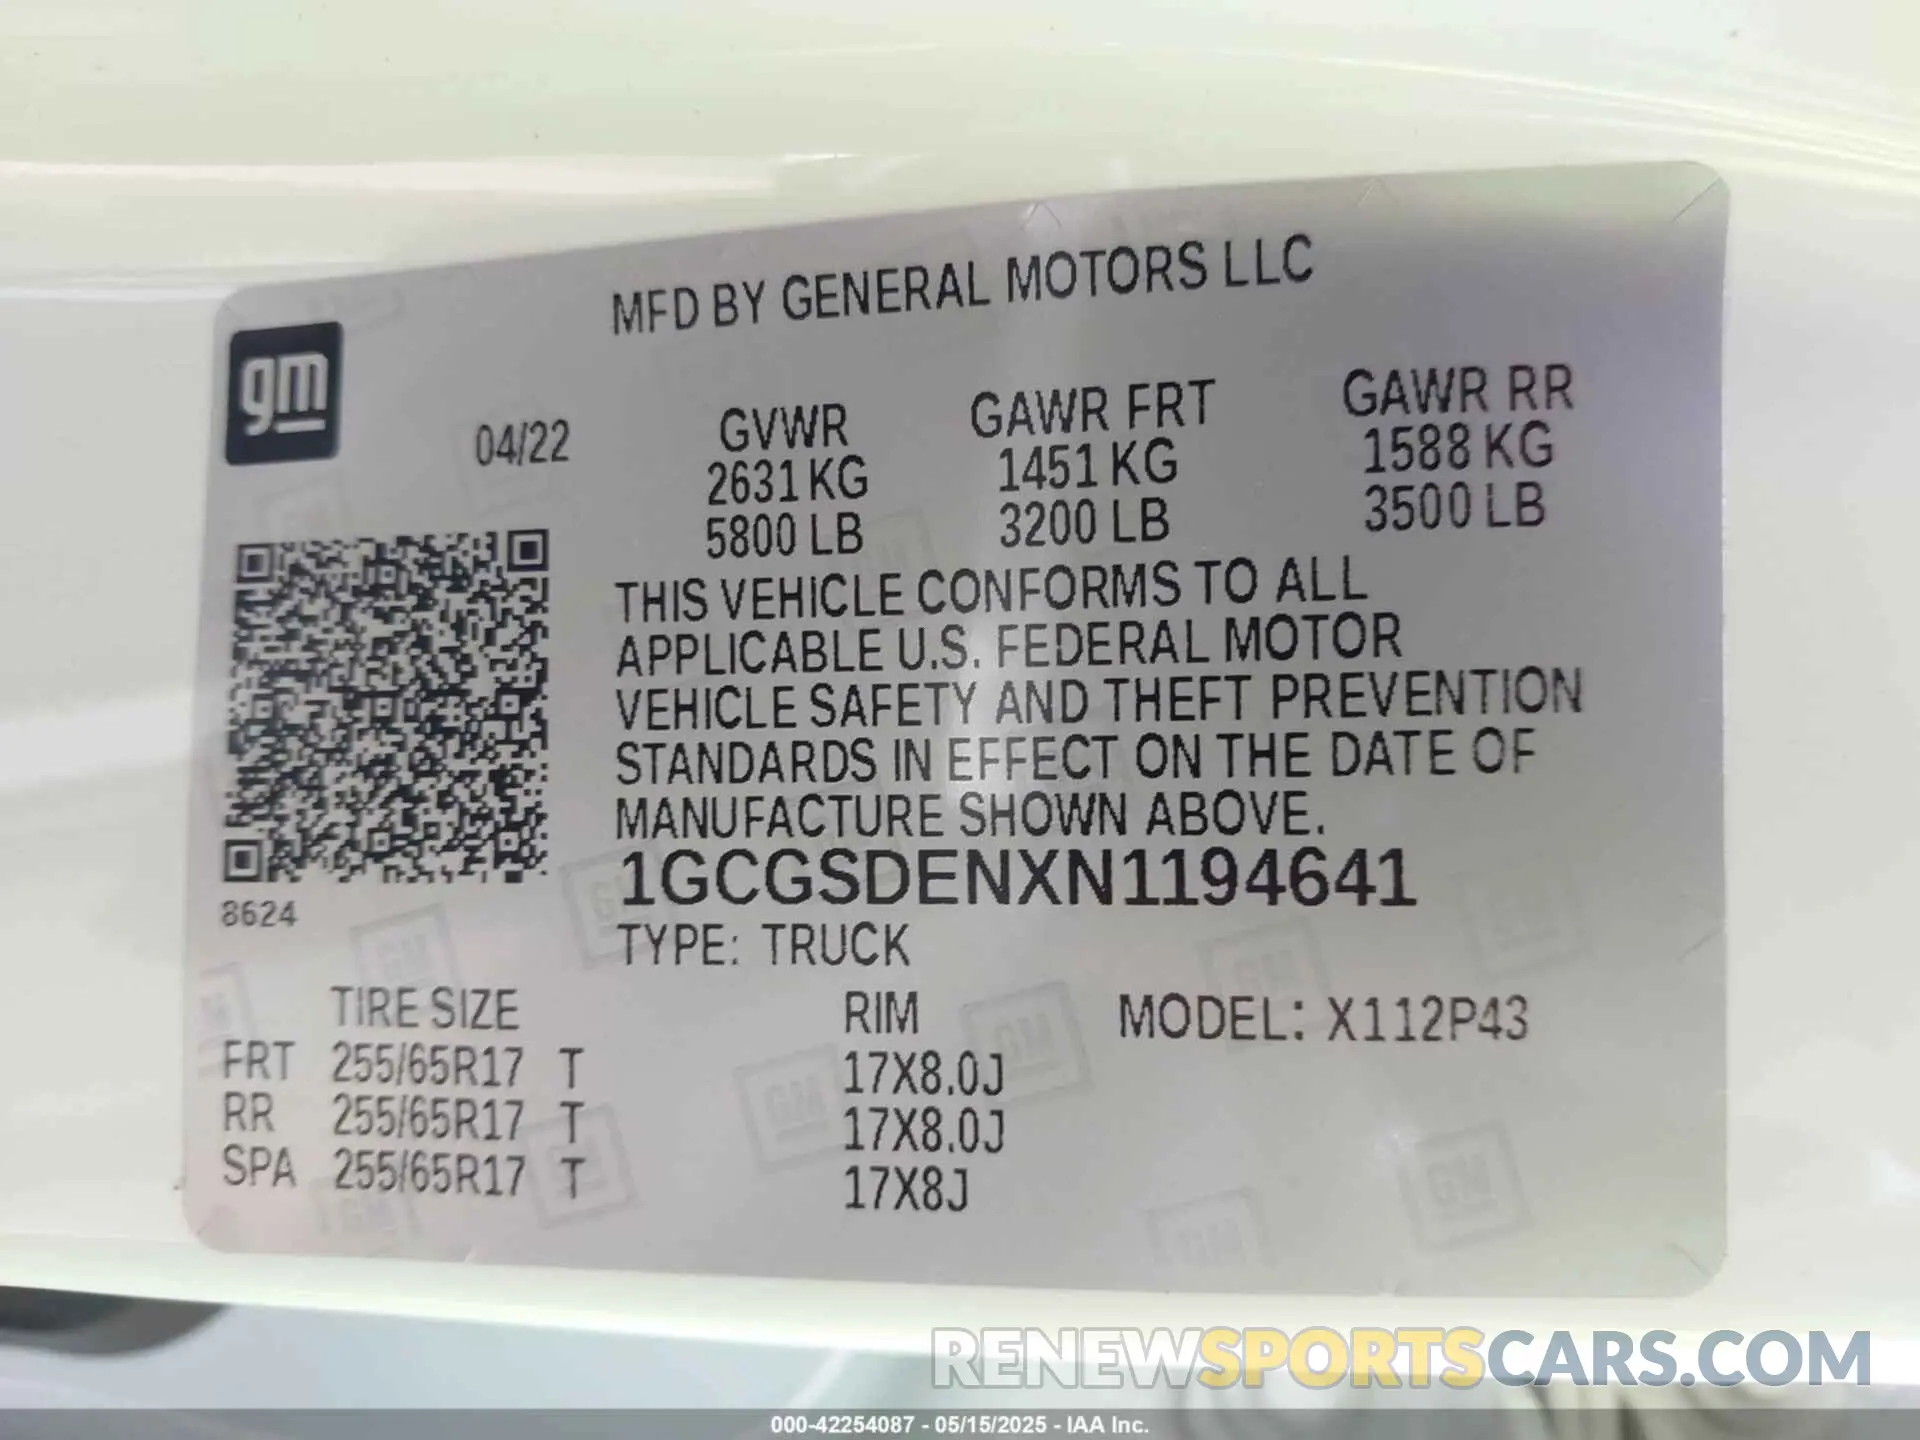 MFD BY GENERAL MOTORS LLC
gm
04/22
GVWR GAWR FRT GAWR RR
2631 KG 1451 KG 1588 KG
5800 LB 3200 LB 3500 LB
THIS VEHICLE CONFORMS TO ALL
APPLICABLE U.S. FEDERAL MOTOR
VEHICLE SAFETY AND THEFT PREVENTION
STANDARDS IN EFFECT ON THE DATE OF
MANUFACTURE SHOWN ABOVE.
1GCGSDENXN1194641
8624
TYPE: TRUCK
TIRE SIZE RIM MODEL: X112P43
FRT 255/65R17 T 17X8.0J
RR 255/65R17 T 17X8.0J
SPA 255/65R17 T 17X8J
RENEWSPORTSCARS.COM
000-42254087 - 05/15/2025 - IAA Inc.